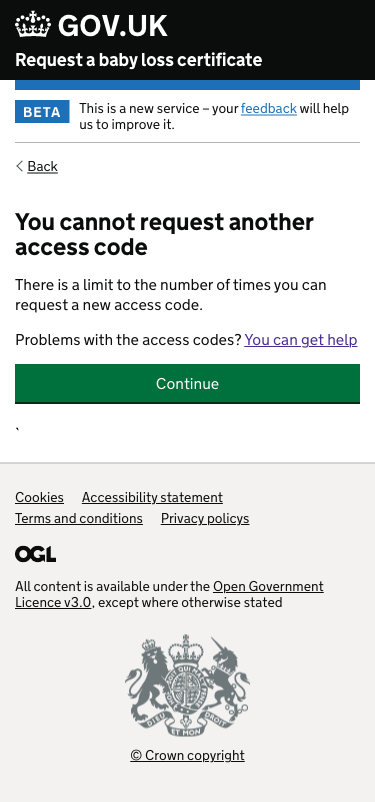 GOV.UK
Request a baby loss certificate
BETA
This is a new service – your feedback will help
us to improve it.
Back
You cannot request another
access code
There is a limit to the number of times you can
request a new access code.
Problems with the access codes? You can get help
Continue
`
Cookies Accessibility statement
Terms and conditions Privacy policys
OGL
All content is available under the Open Government
Licence v3.0, except where otherwise stated
DIEU ET MON DROIT
© Crown copyright